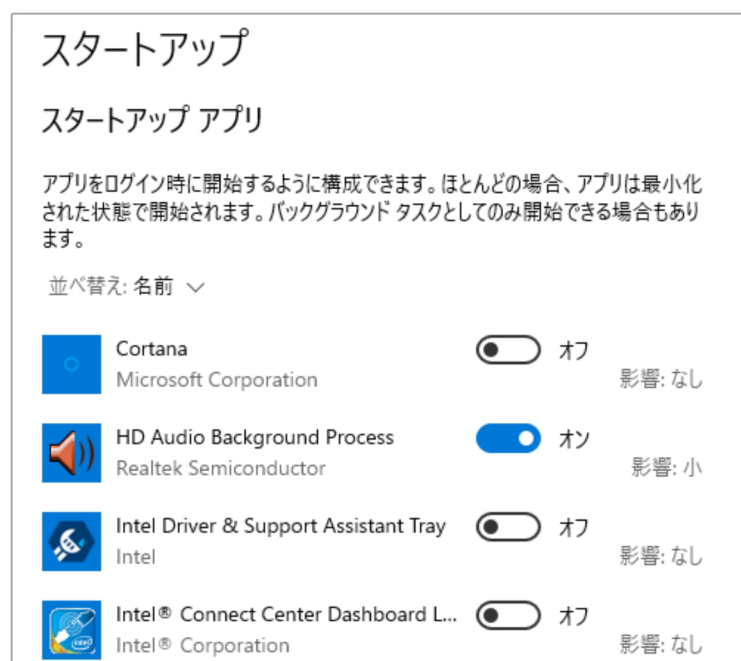 スタートアップ
スタートアップ アプリ
アプリをログイン時に開始するように構成できます。ほとんどの場合、アプリは最小化
された状態で開始されます。バックグラウンド タスクとしてのみ開始できる場合もあり
ます。
並べ替え: 名前
Cortana
オフ
Microsoft Corporation
影響: なし
HD Audio Background Process
オン
Realtek Semiconductor
影響: 小
Intel Driver & Support Assistant Tray
オフ
Intel
影響: なし
Intel® Connect Center Dashboard L...
オフ
Intel® Corporation
影響: なし